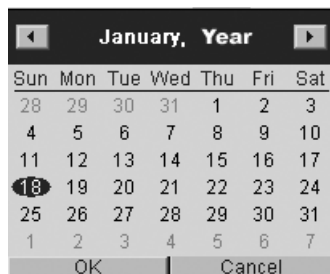 January, Year
Sun Mon Tue Wed Thu Fri Sat
28 29 30 31 1 2 3
4 5 6 7 8 9 10
11 12 13 14 15 16 17
18 19 20 21 22 23 24
25 26 27 28 29 30 31
1 2 3 4 5 6 7
OK Cancel